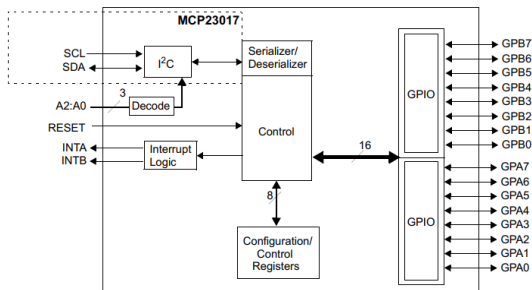 MCP23017
SCL
SDA
I²C
Serializer/
Deserializer
3
A2:A0
Decode
RESET
Control
INTA
INTB
Interrupt
Logic
16
8
Configuration/
Control
Registers
GPIO
GPB7
GPB6
GPB5
GPB4
GPB3
GPB2
GPB1
GPB0
GPIO
GPA7
GPA6
GPA5
GPA4
GPA3
GPA2
GPA1
GPA0